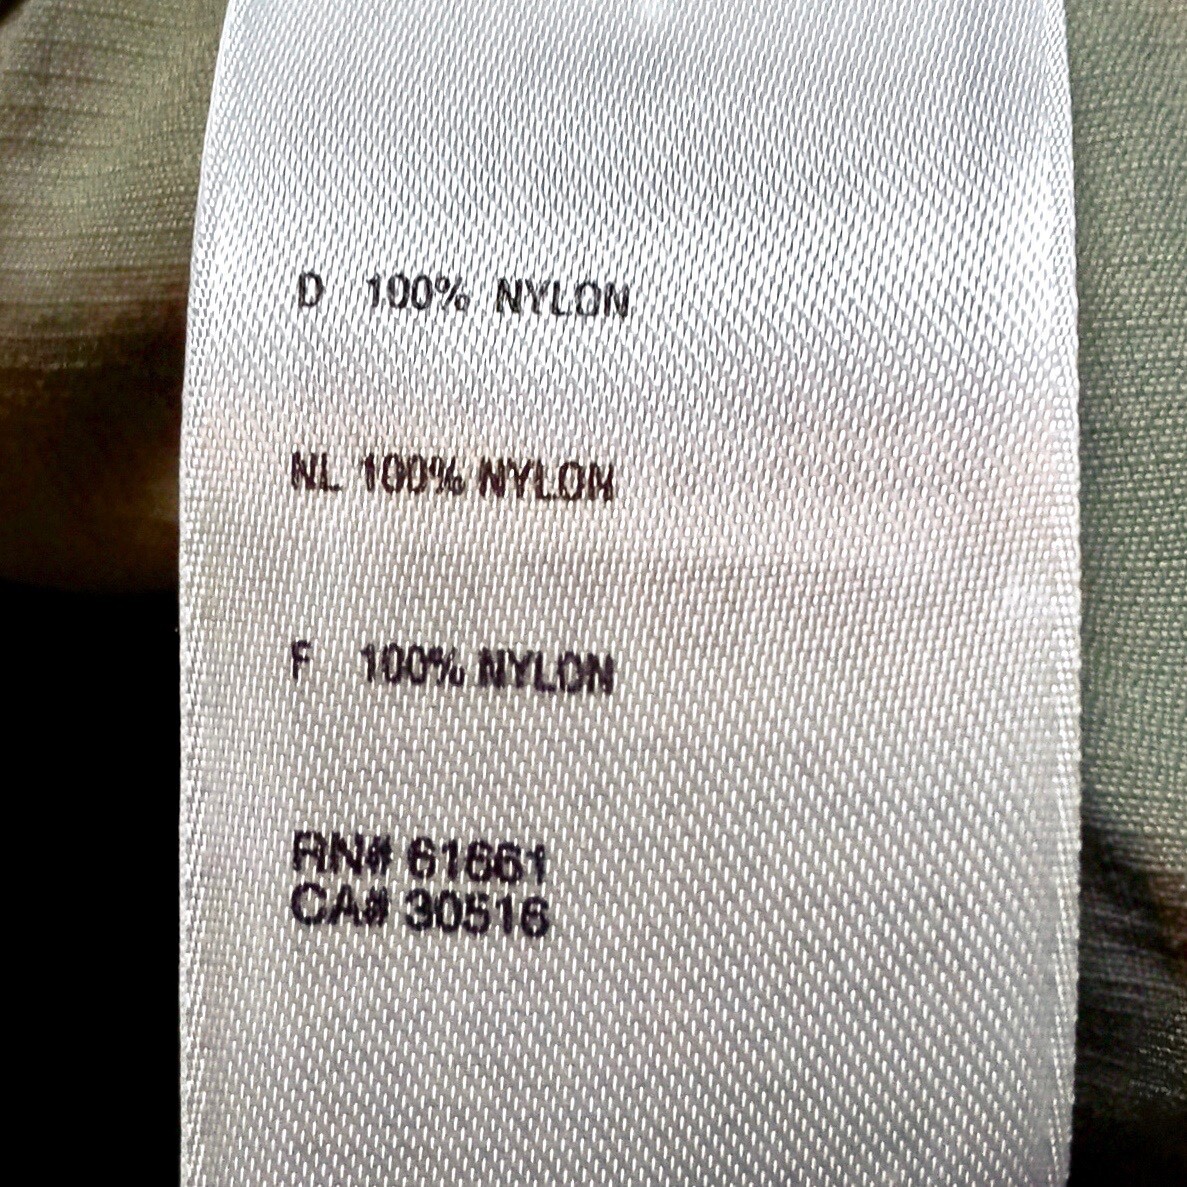 D 100% NYLON
NL 100% NYLON
F 100% NYLON
RN# 61661
CA# 30516